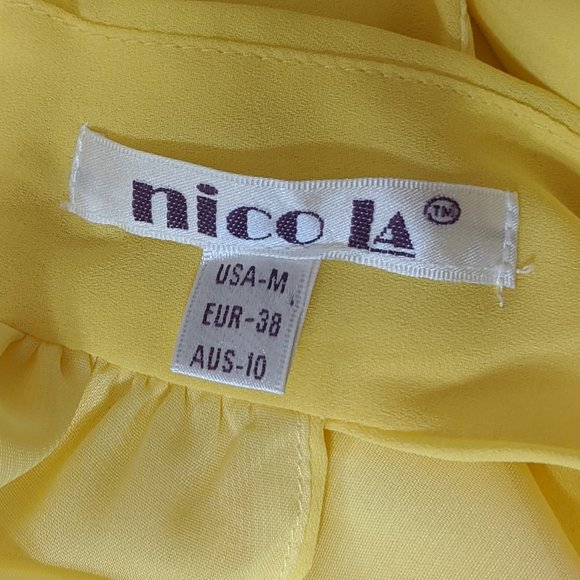 nico lA™
USA-M
EUR-38
AUS-10